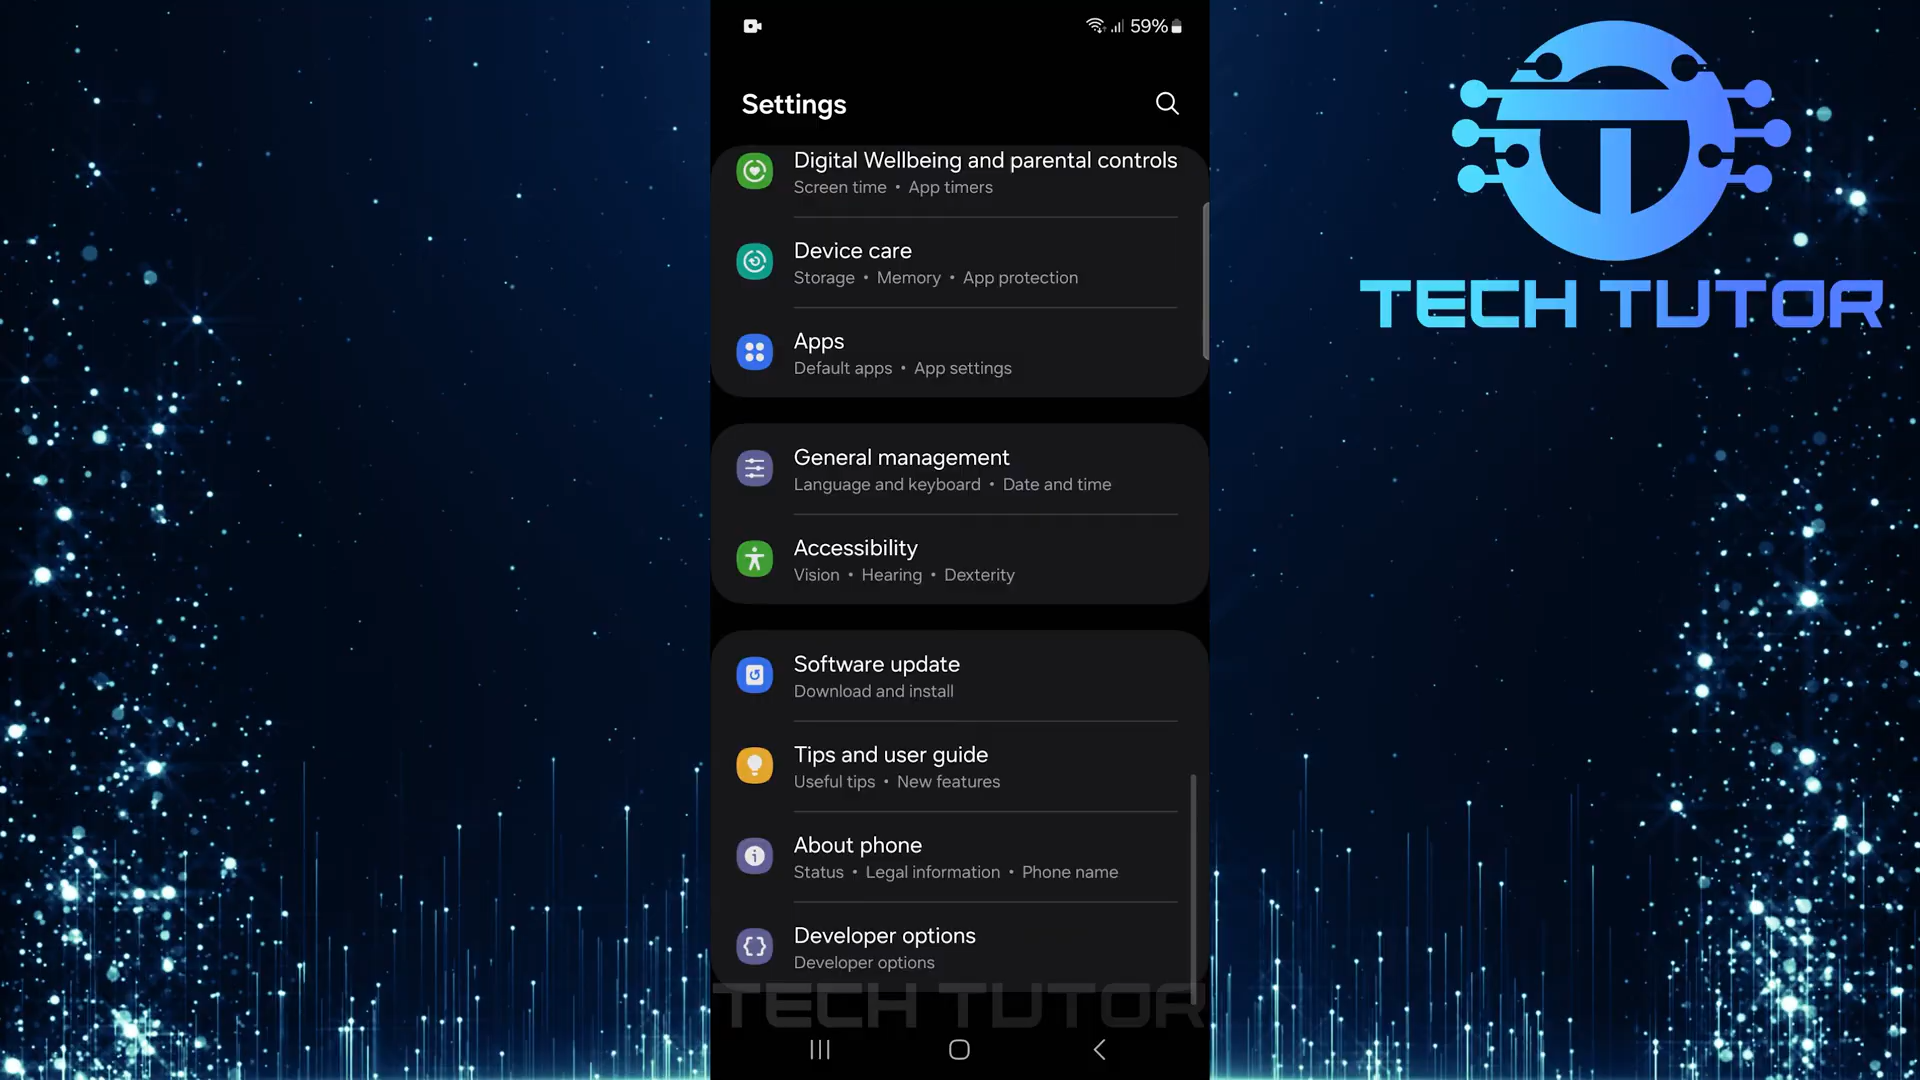 59%
Settings
Digital Wellbeing and parental controls
Screen time • App timers
Device care
Storage • Memory • App protection
Apps
Default apps • App settings
General management
Language and keyboard • Date and time
Accessibility
Vision • Hearing • Dexterity
Software update
Download and install
Tips and user guide
Useful tips • New features
About phone
Status • Legal information • Phone name
Developer options
Developer options
TECH TUTOR
TECH TUTOR